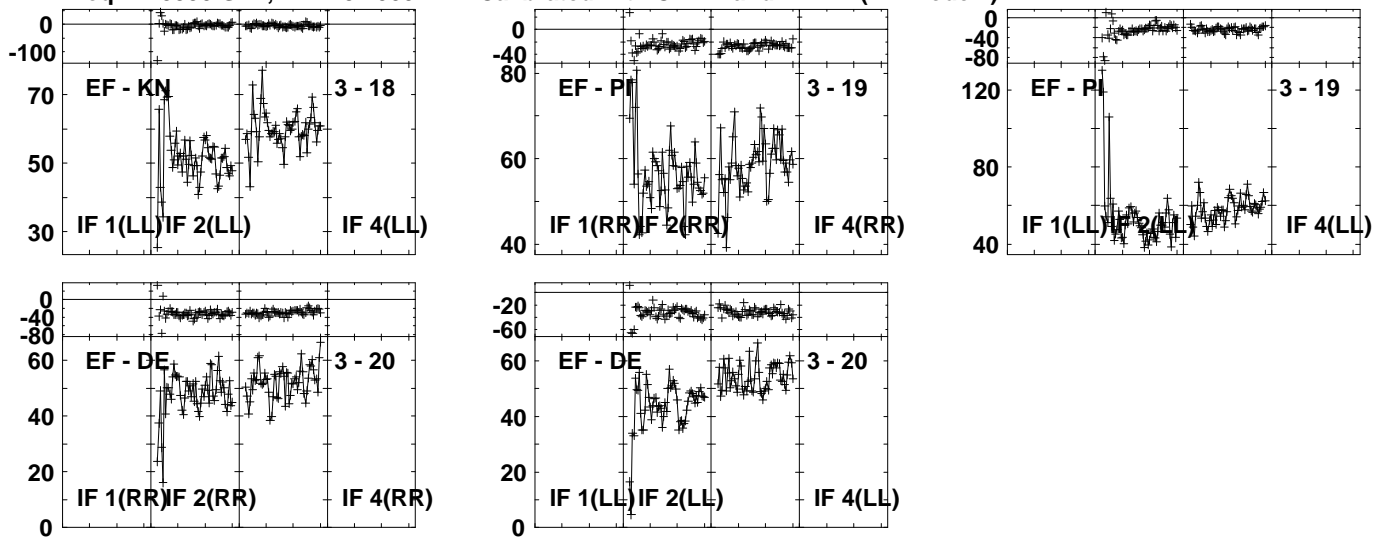 0
-100
EF - KN
3 - 18
70
50
30
IF 1(LL) IF 2(LL)
IF 4(LL)
0
-40
80
EF - PI
3 - 19
60
40
IF 1(RR) IF 2(RR)
IF 4(RR)
0
-40
-80
EF - PI
3 - 19
120
80
40
IF 1(LL) IF 2(LL)
IF 4(LL)
0
-40
-80
EF - DE
3 - 20
60
40
20
0
IF 1(RR) IF 2(RR)
IF 4(RR)
-20
-60
EF - DE
3 - 20
60
40
20
0
IF 1(LL) IF 2(LL)
IF 4(LL)